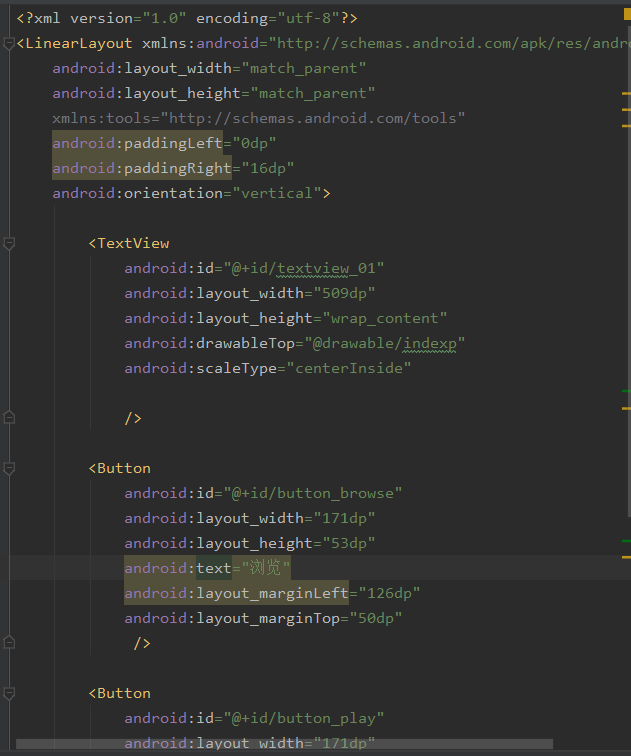 <?xml version="1.0" encoding="utf-8"?>
<LinearLayout xmlns:android="http://schemas.android.com/apk/res/andro
android:layout_width="match_parent"
android:layout_height="match_parent"
xmlns:tools="http://schemas.android.com/tools"
android:paddingLeft="0dp"
android:paddingRight="16dp"
android:orientation="vertical">
<TextView
android:id="@+id/textview_01"
android:layout_width="509dp"
android:layout_height="wrap_content"
android:drawableTop="@drawable/indexp"
android:scaleType="centerInside"
/>
<Button
android:id="@+id/button_browse"
android:layout_width="171dp"
android:layout_height="53dp"
android:text="浏览"
android:layout_marginLeft="126dp"
android:layout_marginTop="50dp"
/>
<Button
android:id="@+id/button_play"
android:layout_width="171dp"